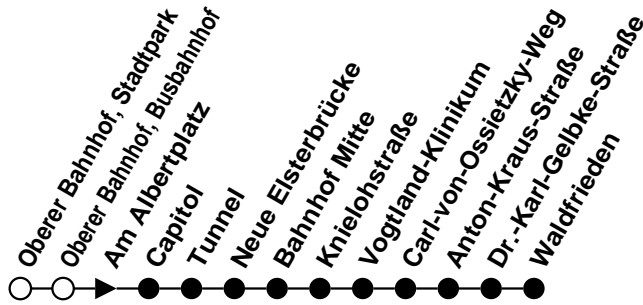 Oberer Bahnhof, Stadtpark
Oberer Bahnhof, Busbahnhof
Am Albertplatz
Capitol
Tunnel
Neue Elsterbrücke
Bahnhof Mitte
Knielohstraße
Vogtland-Klinikum
Carl-von-Ossietzky-Weg
Anton-Kraus-Straße
Dr.-Karl-Gelbke-Straße
Waldfrieden